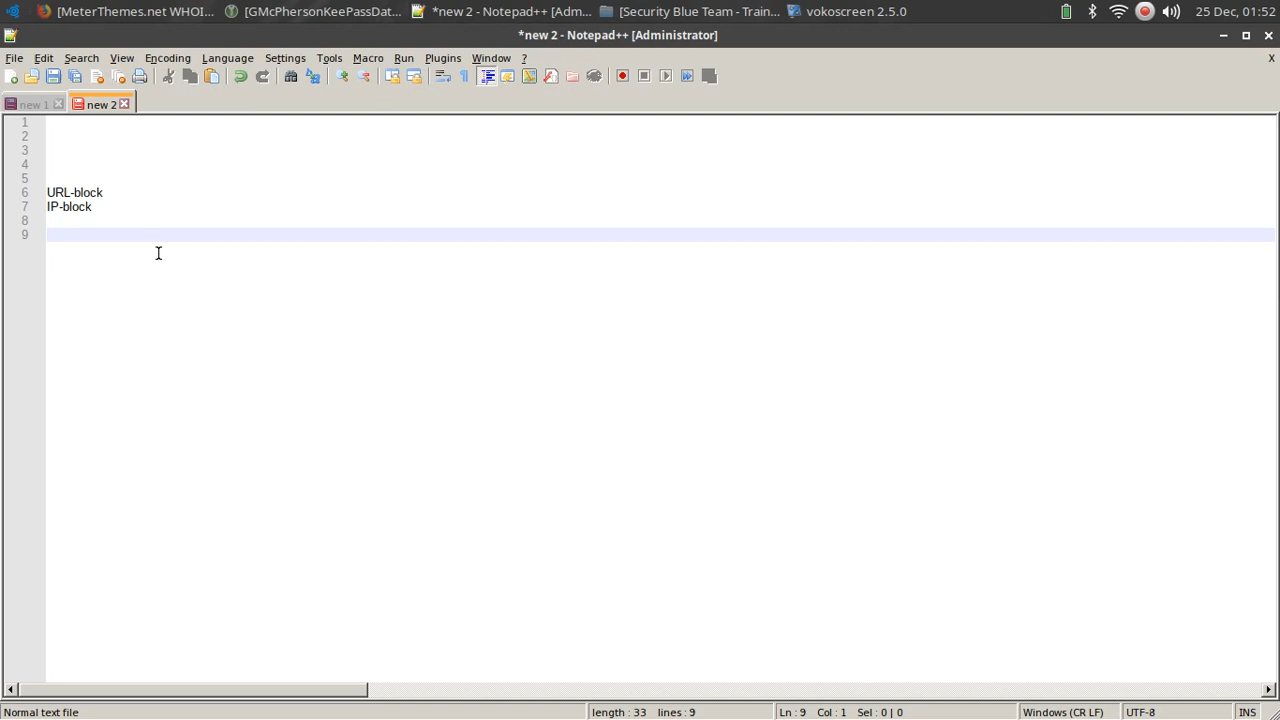 [MeterThemes.net WHOI... [GMcPhersonKeePassDat... *new 2 - Notepad++ [Adm... [Security Blue Team - Train... vokoscreen 2.5.0 25 Dec, 01:52
*new 2 - Notepad++ [Administrator]
File Edit Search View Encoding Language Settings Tools Macro Run Plugins Window ? X
new 1 new 2
1
2
3
4
5
6 URL-block
7 IP-block
8
9
Normal text file length : 33 lines : 9 Ln : 9 Col : 1 Sel : 0 | 0 Windows (CR LF) UTF-8 INS